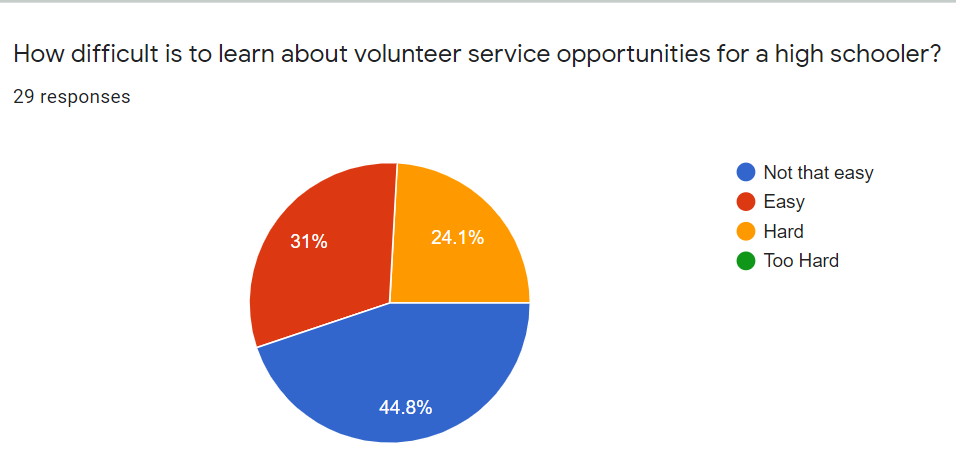 How difficult is to learn about volunteer service opportunities for a high schooler?
29 responses
Not that easy
Easy
Hard
Too Hard
31%
24.1%
44.8%